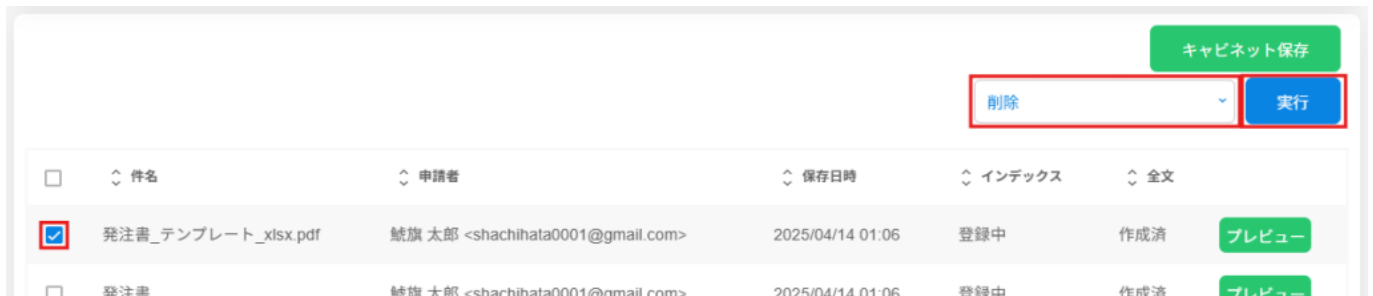 キャビネット保存
削除 実行
件名 申請者 保存日時 インデックス 全文
発注書_テンプレート_xlsx.pdf 鯱旗 太郎 <shachihata0001@gmail.com> 2025/04/14 01:06 登録中 作成済 プレビュー
発注書 鯱旗 太郎 <shachihata0001@gmail.com> 2025/04/14 01:06 登録中 作成済 プレビュー